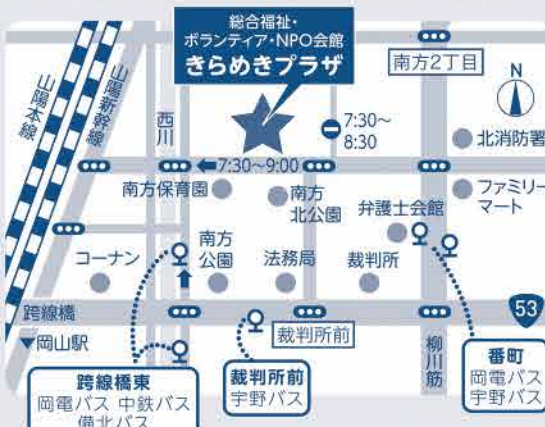 総合福祉・
ボランティア・NPO会館
きらめきプラザ
南方2丁目
N
山陽本線
山陽新幹線
西川
7:30〜
8:30
北消防署
7:30〜9:00
南方保育園
南方
北公園
ファミリー
マート
弁護士会館
コーナン
南方
公園
法務局
裁判所
跨線橋
53
岡山駅
裁判所前
柳川筋
跨線橋東
岡電バス 中鉄バス
備北バス
裁判所前
宇野バス
番町
岡電バス
宇野バス